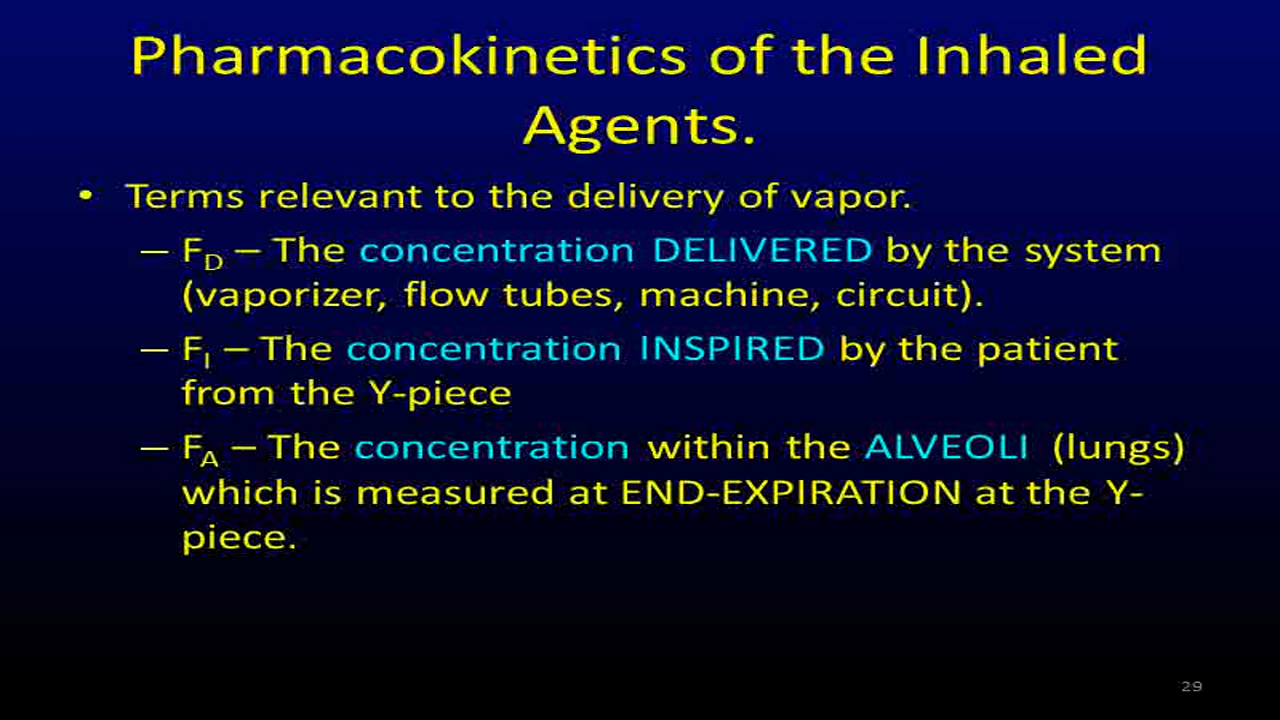 Pharmacokinetics of the Inhaled
Agents.
• Terms relevant to the delivery of vapor.
– FD – The concentration DELIVERED by the system
(vaporizer, flow tubes, machine, circuit).
– FI – The concentration INSPIRED by the patient
from the Y-piece
– FA – The concentration within the ALVEOLI (lungs)
which is measured at END-EXPIRATION at the Y-
piece.
29